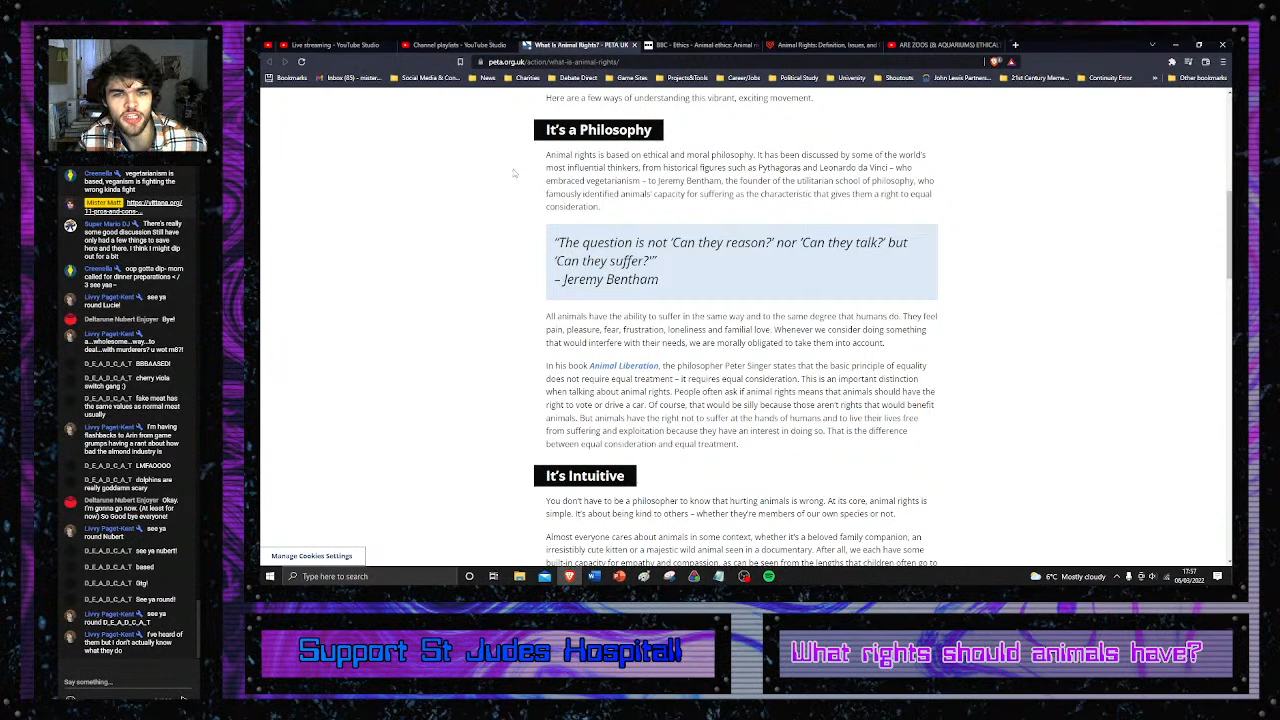 Live streaming - YouTube Studio
Channel playlists - YouTube Studio
What Is Animal Rights? - PETA UK
BBC - Ethics - Animal ethics: Animal ri
Animal Rights: Definition, Issues, and
ARE ZOOS (& AQUARIUMS) ETHICAL
peta.org.uk/action/what-is-animal-rights/
Bookmarks
Inbox (89) - mister...
Social Media & Co...
News
Charities
Creation Station
Projects&Tools
Career/Jobs
Political Study
University
Scoutcuts
John Lewis Partners...
21st Century Mame...
Continuity Error
Other Bookmarks
Here are a few ways of understanding this vibrant, exciting movement.
It's a Philosophy
Animal rights is based on ethical and moral philosophy. It has been discussed by some of the world's
most influential thinkers, from historical figures such as Pythagoras and Leonardo da Vinci – who
embraced vegetarianism – to Jeremy Bentham, the founder of the utilitarian school of philosophy, who
famously identified animals' capacity for suffering as the characteristic that gives them a right to equal
consideration.
"The question is not 'Can they reason?' nor 'Can they talk?' but
'Can they suffer?'"
– Jeremy Bentham
All animals have the ability to suffer in the same way and to the same degree that humans do. They feel
pain, pleasure, fear, frustration, loneliness and familial love. Whenever we consider doing something
that would interfere with their needs, we are morally obligated to take them into account.
In his book Animal Liberation, the philosopher Peter Singer states that the basic principle of equality
does not require equal treatment – it requires equal consideration. This is an important distinction
when talking about animal rights. People often ask if animal rights means that animals should have the
right to vote or drive a car. Of course, that would be silly because those aren't rights that would benefit
animals. But animals have the right not to suffer at the hands of humans and to live their lives free
from suffering and exploitation because they have an interest in doing so. That is the difference
between equal consideration and equal treatment.
It's Intuitive
You don't have to be a philosopher to know that hurting animals is wrong. At its core, animal rights is
simple. It's about being kind to others – whether they're members of our own species or not.
Almost everyone cares about animals in some context, whether it's a beloved family companion, an
irresistibly cute kitten or a majestic wild animal seen in a documentary. After all, we each have some
built-in capacity for empathy and compassion, as can be seen from the lengths that children often go to
Manage Cookies Settings
Type here to search
6°C Mostly cloudy
17:57
06/03/2022
Creenella vegetarianism is
based, veganism is fighting the
wrong kinda fight
Mister Matt https://vittana.org/
11-pros-and-cons-...
Super Mario DJ There's really
some good discussion Still have
only had a few things to save
here and there. I think I might dip
out for a bit
Creenella oop gotta dip- mom
called for dinner preparations < /
3 see yaa ~
Livvy Paget-Kent see ya
round Lucie!
Deltarune Nubert Enjoyer Bye!
Livvy Paget-Kent
a...wholesome...way...to
deal...with murderers? u wot m8?!
D_E_A_D_C_A_T BBBAASEDI
D_E_A_D_C_A_T cherry viola
switch gang :)
D_E_A_D_C_A_T fake meat has
the same values as normal meat
usually
Livvy Paget-Kent I'm having
flashbacks to Arin from game
grumps having a rant about how
bad the almond industry is
D_E_A_D_C_A_T LMFAOOOO
D_E_A_D_C_A_T dolphins are
really goddamn scary
Deltarune Nubert Enjoyer Okay.
I'm gonna go now. (At least for
now) So Good bye everyone!
Livvy Paget-Kent see ya
round Nubert
D_E_A_D_C_A_T see ya nubert!
D_E_A_D_C_A_T based
D_E_A_D_C_A_T Gtg!
D_E_A_D_C_A_T See ya round!
Livvy Paget-Kent see ya
round D_E_A_D_C_A_T
Livvy Paget-Kent I've heard of
them but I don't actually know
what they do
Say something...
Support St Judes Hospital!
What rights should animals have?